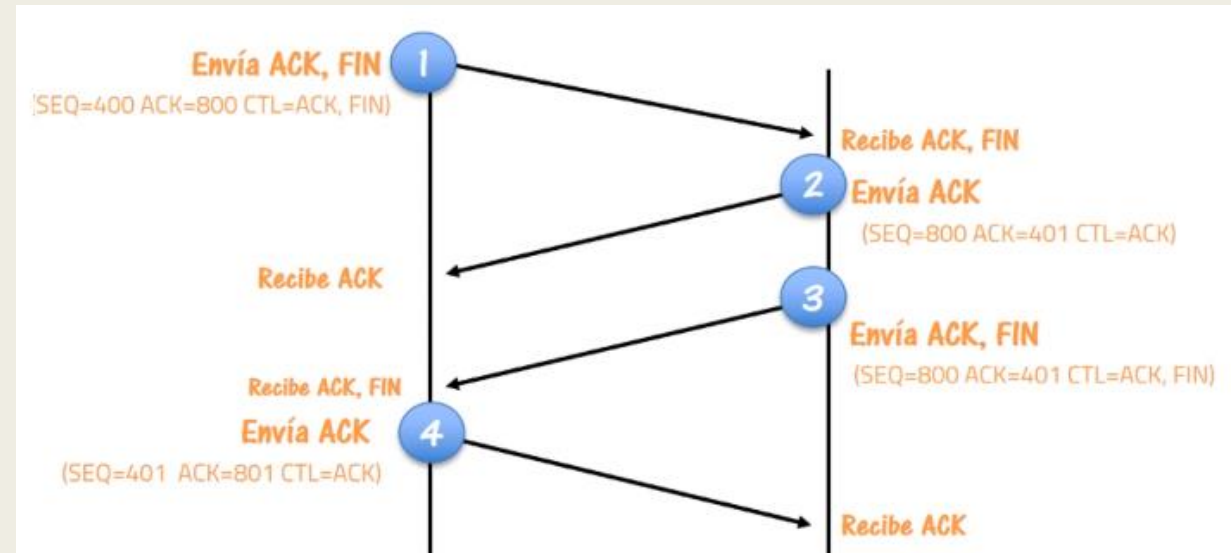 Envía ACK, FIN
1
(SEQ=400 ACK=800 CTL=ACK, FIN)
Recibe ACK, FIN
2
Envía ACK
(SEQ=800 ACK=401 CTL=ACK)
Recibe ACK
3
Envía ACK, FIN
(SEQ=800 ACK=401 CTL=ACK, FIN)
Recibe ACK, FIN
Envía ACK
4
(SEQ=401 ACK=801 CTL=ACK)
Recibe ACK